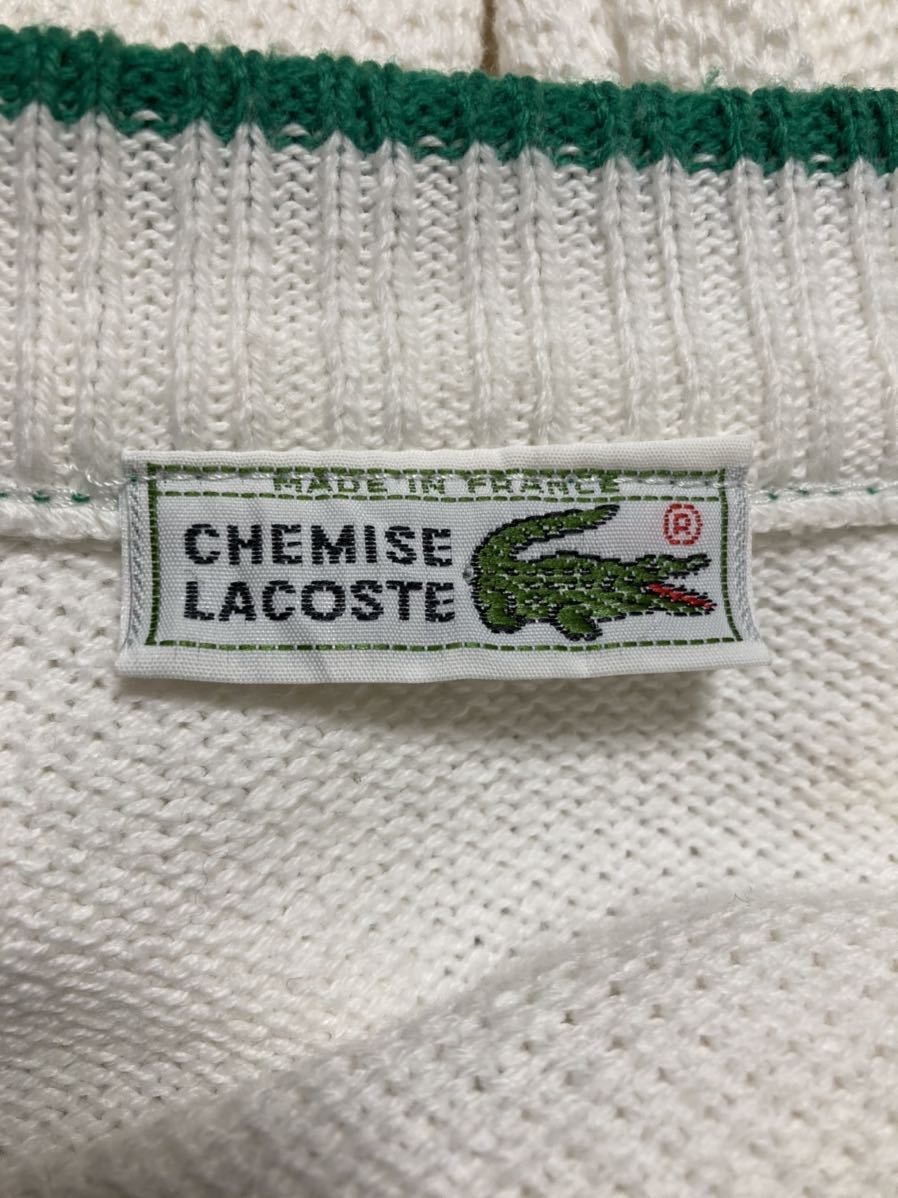 MADE IN FRANCE
CHEMISE
LACOSTE
®